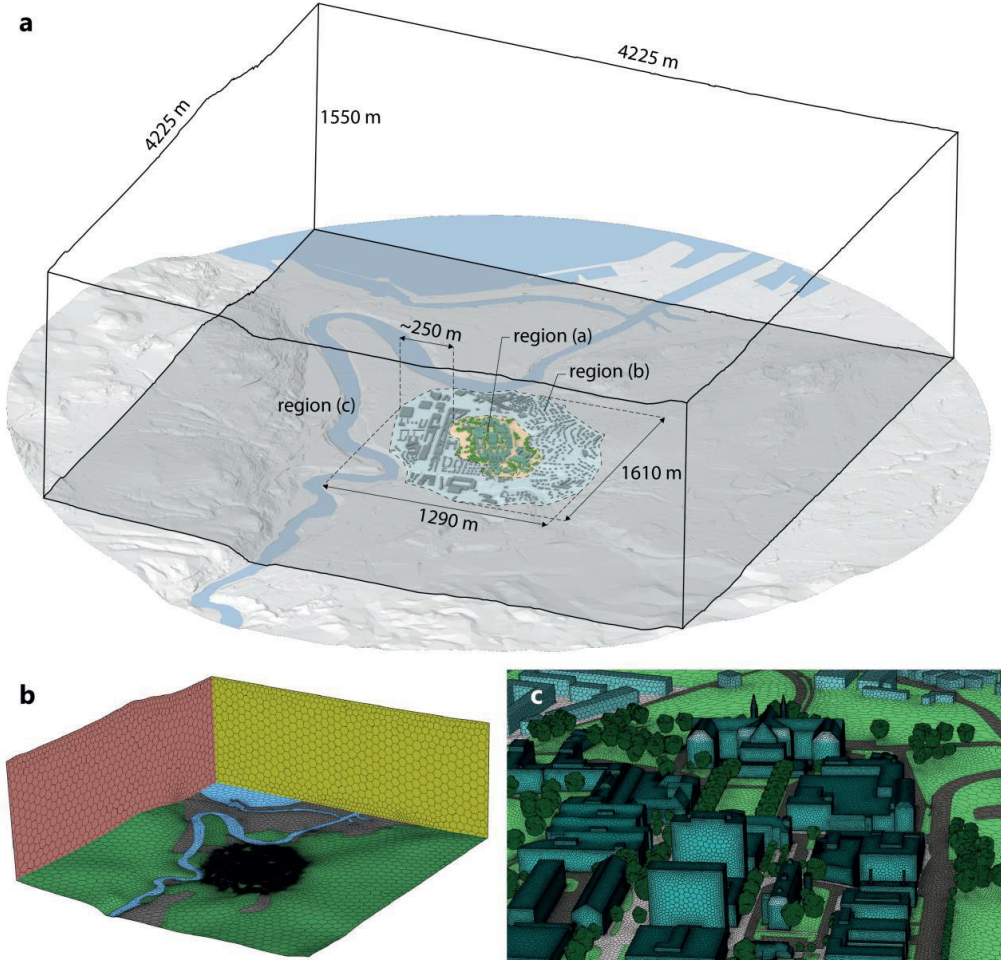 a
4225 m
4225 m
1550 m
~250 m
region (a)
region (b)
region (c)
1610 m
1290 m
b
c